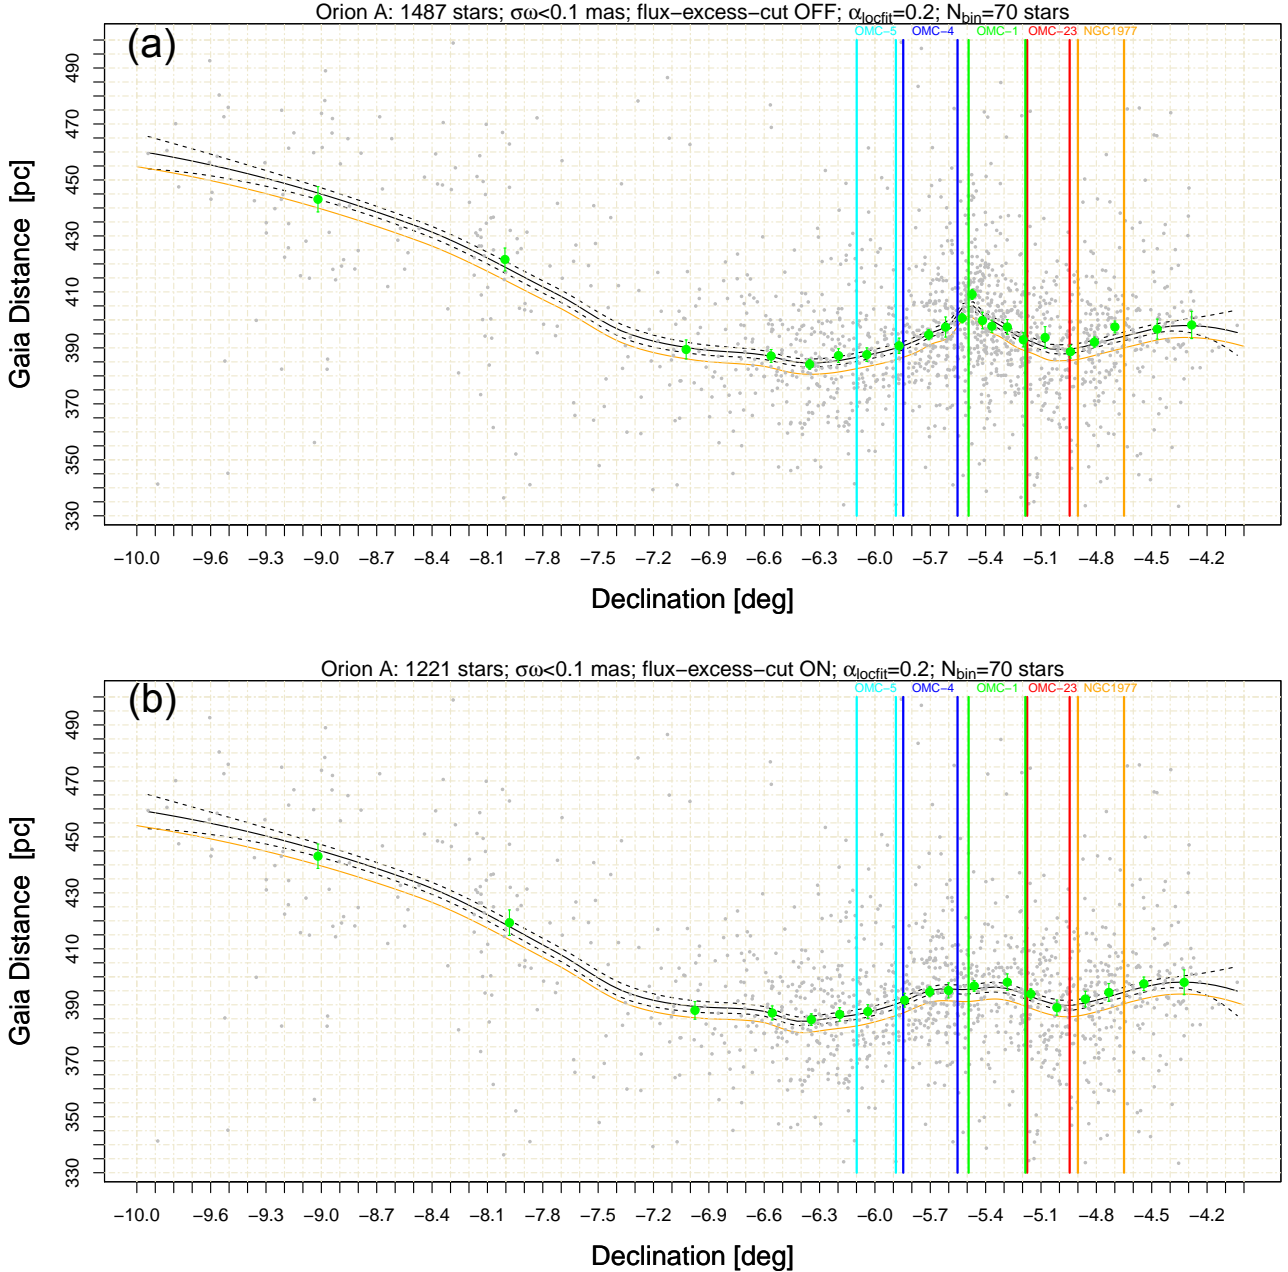 Orion A: 1487 stars; σω<0.1 mas; flux−excess−cut OFF; αlocfit=0.2; Nbin=70 stars
(a)
OMC−5 OMC−4 OMC−1 OMC−23 NGC1977
490
470
450
430
410
390
370
350
330
Gaia Distance [pc]
−10.0 −9.6 −9.3 −9.0 −8.7 −8.4 −8.1 −7.8 −7.5 −7.2 −6.9 −6.6 −6.3 −6.0 −5.7 −5.4 −5.1 −4.8 −4.5 −4.2
Declination [deg]
Orion A: 1221 stars; σω<0.1 mas; flux−excess−cut ON; αlocfit=0.2; Nbin=70 stars
(b)
OMC−5 OMC−4 OMC−1 OMC−23 NGC1977
490
470
450
430
410
390
370
350
330
Gaia Distance [pc]
−10.0 −9.6 −9.3 −9.0 −8.7 −8.4 −8.1 −7.8 −7.5 −7.2 −6.9 −6.6 −6.3 −6.0 −5.7 −5.4 −5.1 −4.8 −4.5 −4.2
Declination [deg]